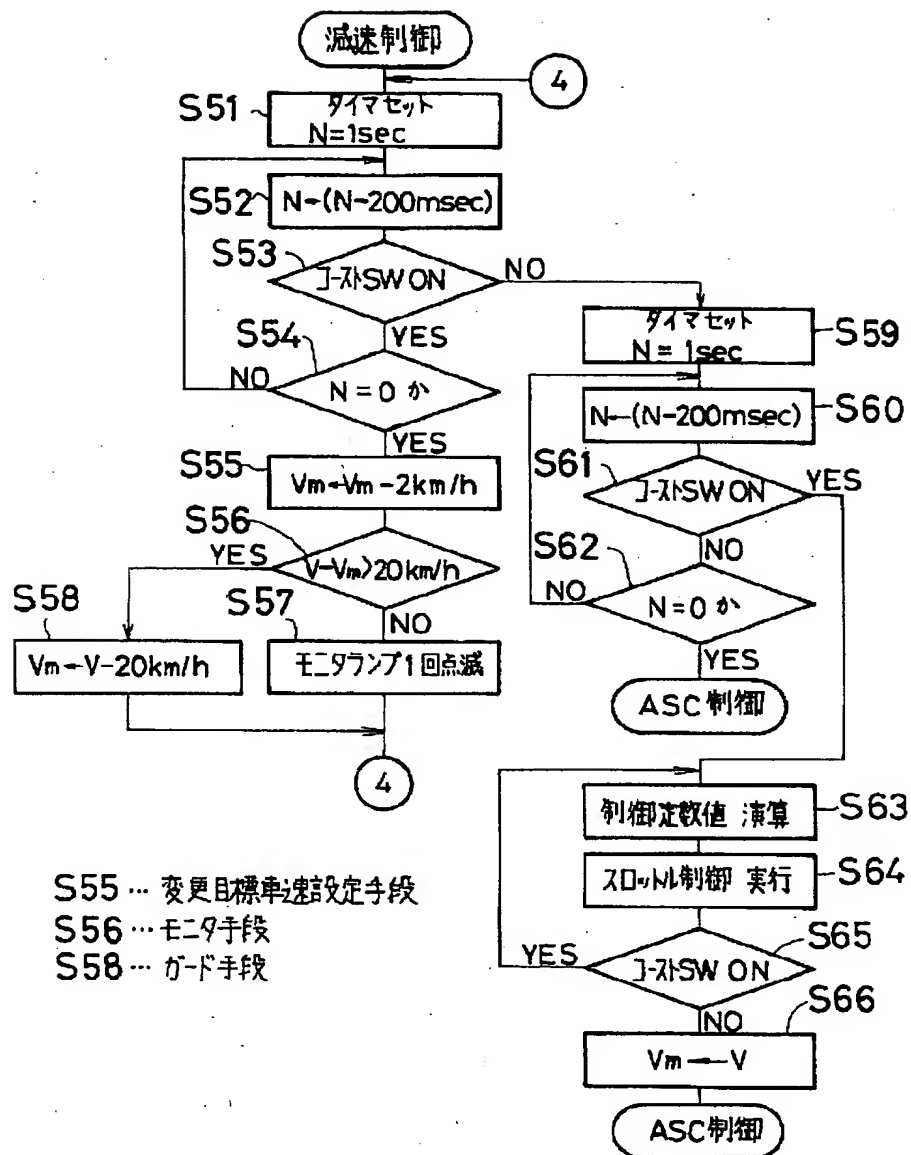 減速制御
4
S51
タイマセット
N=1sec
S52
N←(N-200msec)
S53
コーストSW ON
NO
YES
S54
N=0か
NO
YES
S55
Vm←Vm-2km/h
S56
V-Vm>20km/h
YES
NO
S58
Vm←V-20km/h
S57
モニタランプ1回点滅
4
S59
タイマセット
N=1sec
S60
N←(N-200msec)
S61
コーストSW ON
YES
NO
S62
N=0か
NO
YES
ASC制御
S63
制御定数値 演算
S64
スロットル制御 実行
S65
コーストSW ON
YES
NO
S66
Vm←V
ASC制御
S55…変更目標車速設定手段
S56…モニタ手段
S58…ガード手段